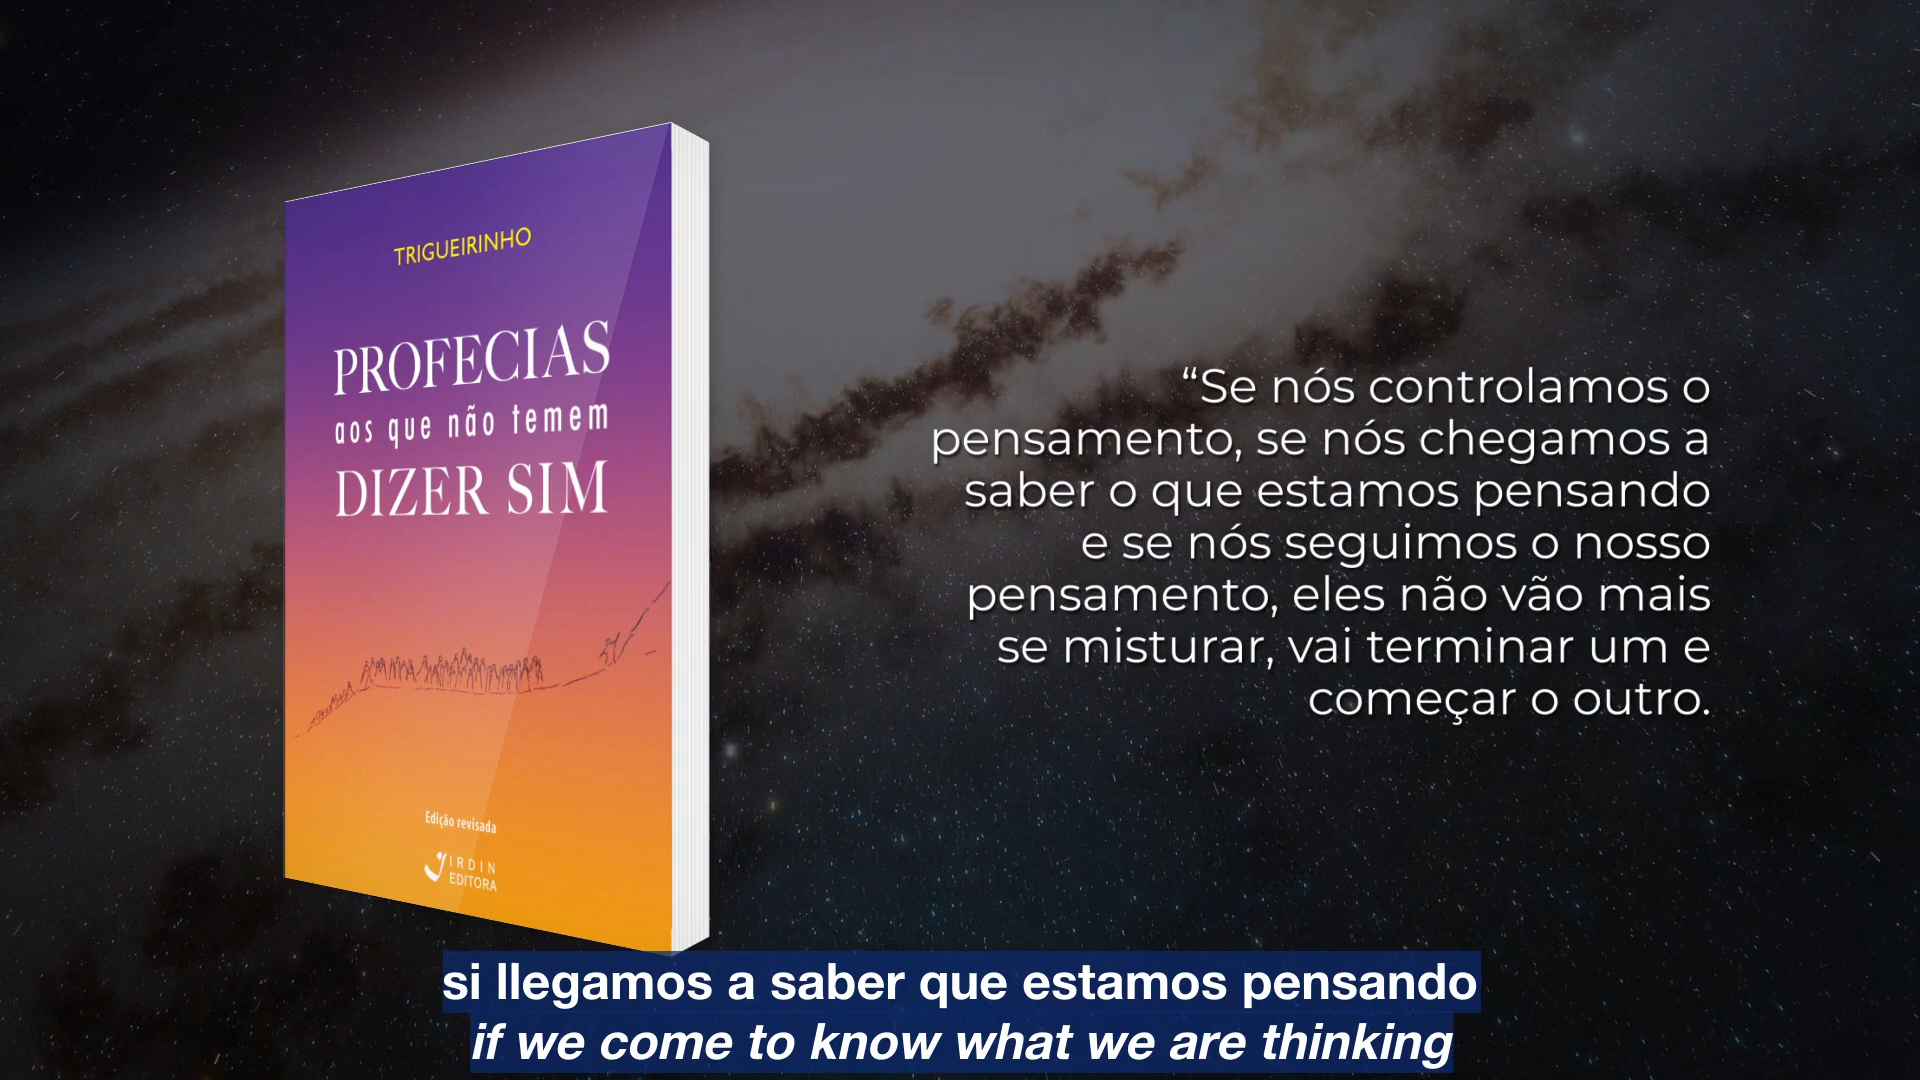 TRIGUEIRINHO
PROFECIAS
aos que não temem
DIZER SIM
Edição revisada
IRDIN
EDITORA
“Se nós controlamos o
pensamento, se nós chegamos a
saber o que estamos pensando
e se nós seguimos o nosso
pensamento, eles não vão mais
se misturar, vai terminar um e
começar o outro.
si llegamos a saber que estamos pensando
if we come to know what we are thinking